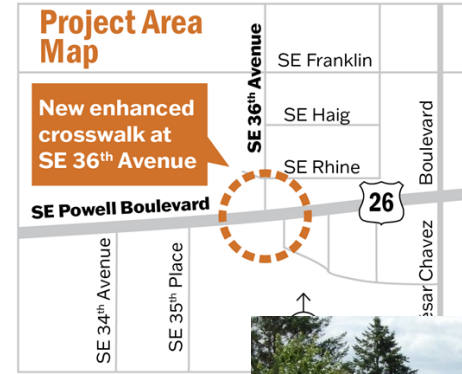 Project Area
Map
New enhanced
crosswalk at
SE 36th Avenue
SE 36th Avenue
SE Franklin
SE Haig
SE Rhine
SE Powell Boulevard
26
Boulevard
Chavez
SE 34th Avenue
SE 35th Place